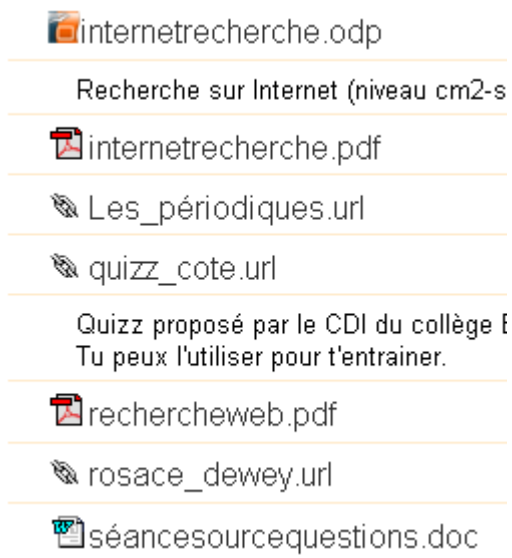 internetrecherche.odp
Recherche sur Internet (niveau cm2-s
internetrecherche.pdf
Les_périodiques.url
quizz_cote.url
Quizz proposé par le CDI du collège
Tu peux l'utiliser pour t'entrainer.
rechercheweb.pdf
rosace_dewey.url
séancesourcequestions.doc